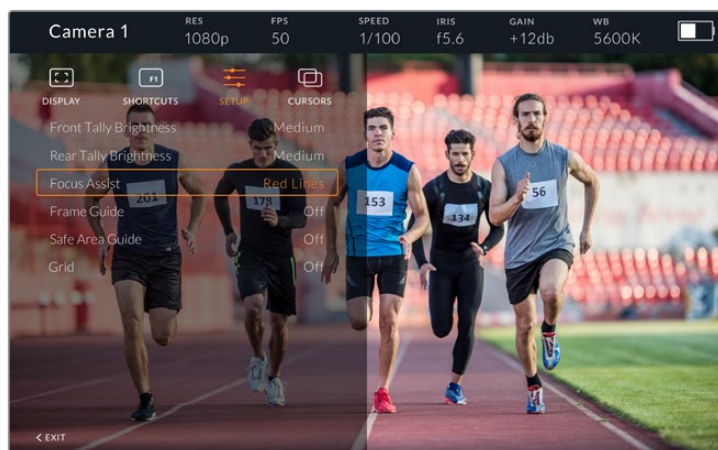 Camera 1
RES FPS SPEED IRIS GAIN WB
1080p 50 1/100 f5.6 +12db 5600K
F1
DISPLAY SHORTCUTS SETUP CURSORS
Front Tally Brightness Medium
Rear Tally Brightness Medium
Focus Assist Red Lines
Frame Guide Off
Safe Area Guide Off
Grid Off
201
178
153
134
56
< EXIT